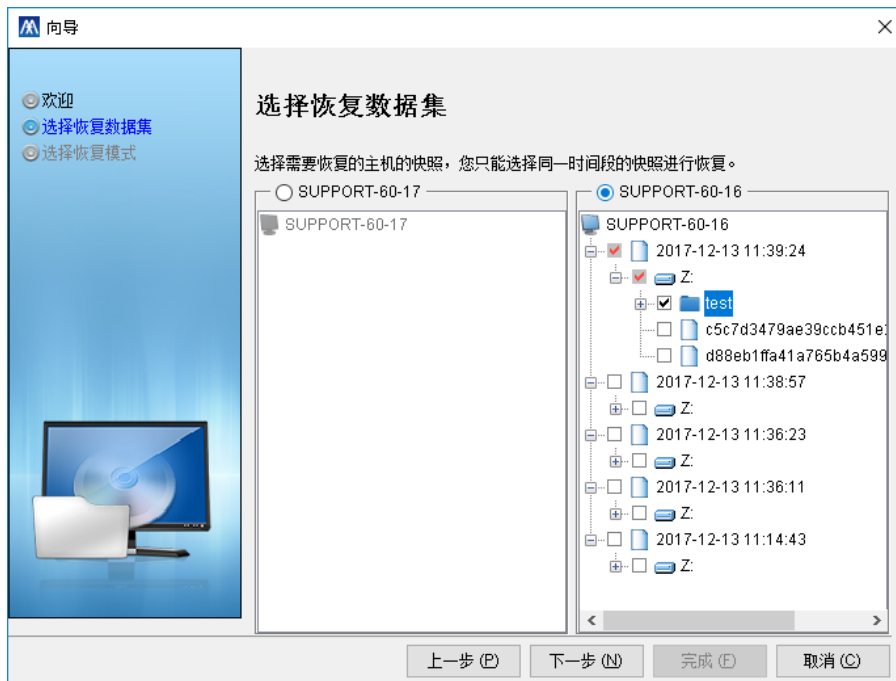 向导
欢迎
选择恢复数据集
选择恢复模式
选择恢复数据集
选择需要恢复的主机的快照，您只能选择同一时间段的快照进行恢复。
SUPPORT-60-17
SUPPORT-60-17
SUPPORT-60-16
SUPPORT-60-16
2017-12-13 11:39:24
Z:
test
c5c7d3479ae39ccb451e
d88eb1ffa41a765b4a599
2017-12-13 11:38:57
Z:
2017-12-13 11:36:23
Z:
2017-12-13 11:36:11
Z:
2017-12-13 11:14:43
Z:
上一步 (P)
下一步 (N)
完成 (F)
取消 (C)